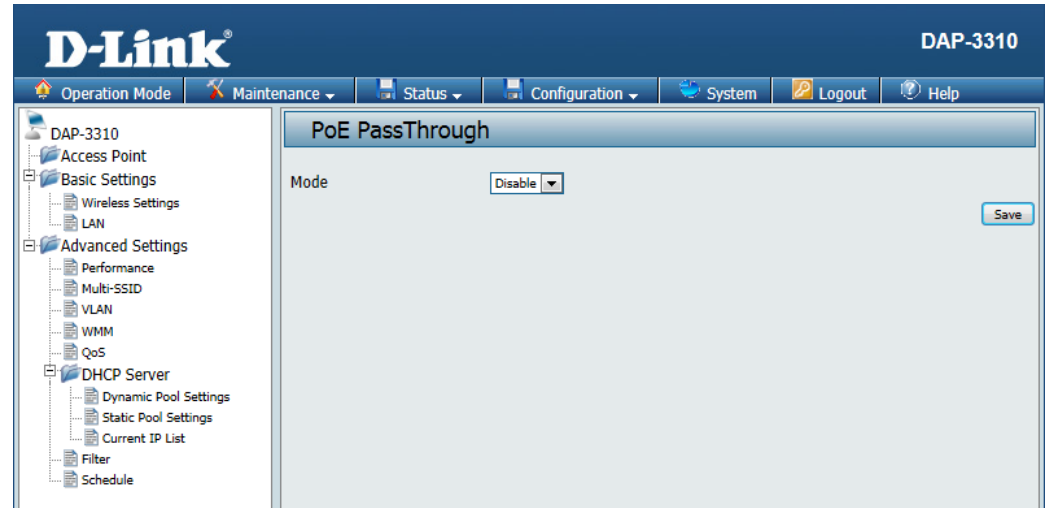 D-Link®
DAP-3310
Operation Mode Maintenance Status Configuration System Logout Help
DAP-3310
Access Point
Basic Settings
Wireless Settings
LAN
Advanced Settings
Performance
Multi-SSID
VLAN
WMM
QoS
DHCP Server
Dynamic Pool Settings
Static Pool Settings
Current IP List
Filter
Schedule
PoE PassThrough
Mode Disable
Save